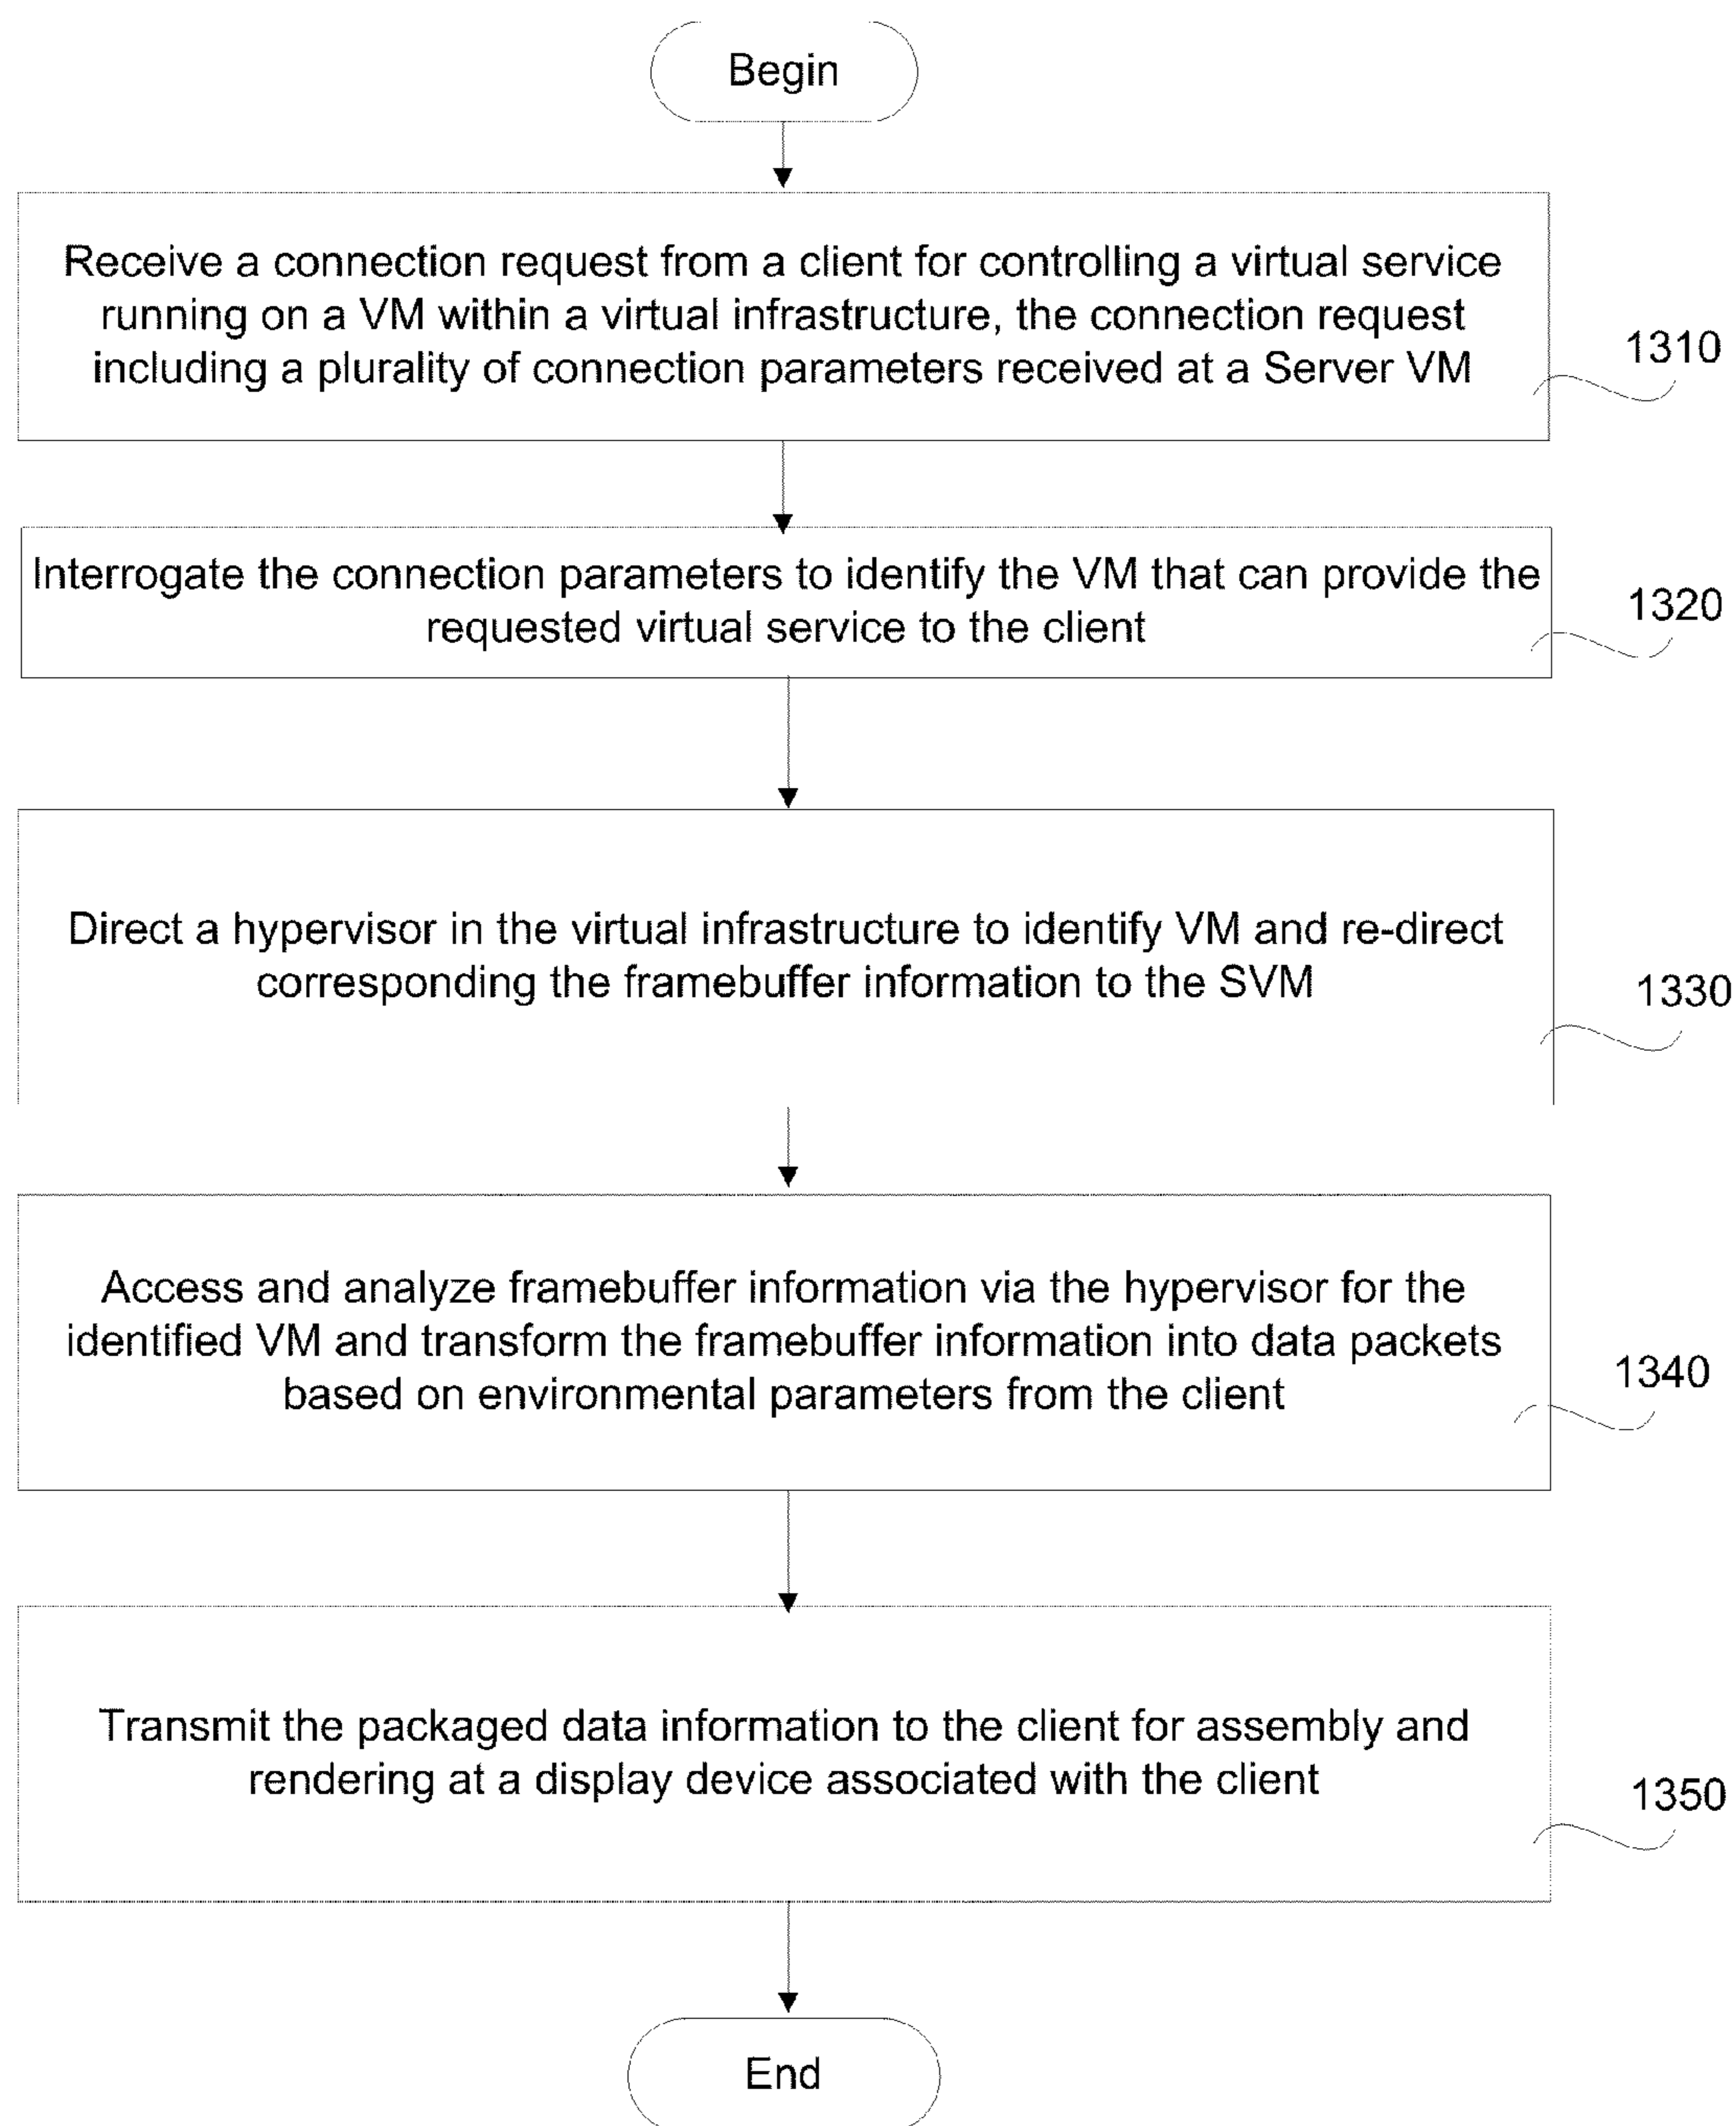 Begin
Receive a connection request from a client for controlling a virtual service
running on a VM within a virtual infrastructure, the connection request
including a plurality of connection parameters received at a Server VM
1310
Interrogate the connection parameters to identify the VM that can provide the
requested virtual service to the client
1320
Direct a hypervisor in the virtual infrastructure to identify VM and re-direct
corresponding the framebuffer information to the SVM
1330
Access and analyze framebuffer information via the hypervisor for the
identified VM and transform the framebuffer information into data packets
based on environmental parameters from the client
1340
Transmit the packaged data information to the client for assembly and
rendering at a display device associated with the client
1350
End